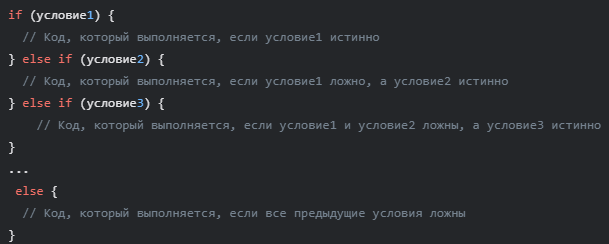 if (условие1) {
  // Код, который выполняется, если условие1 истинно
} else if (условие2) {
  // Код, который выполняется, если условие1 ложно, а условие2 истинно
} else if (условие3) {
    // Код, который выполняется, если условие1 и условие2 ложны, а условие3 истинно
}
...
 else {
  // Код, который выполняется, если все предыдущие условия ложны
}